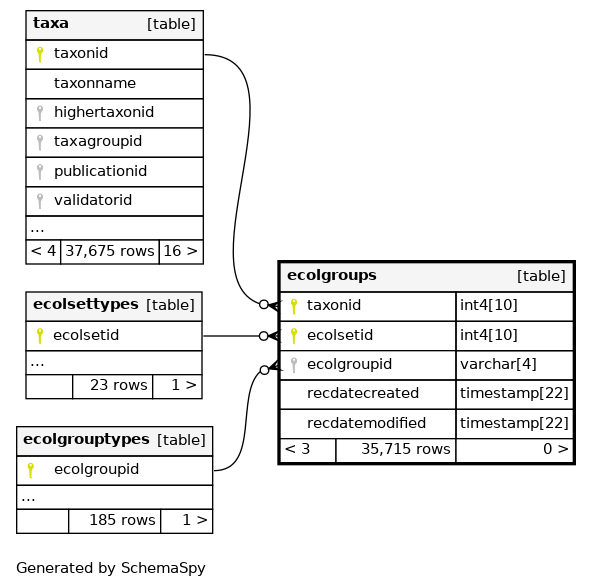 taxa [table]
taxonid
taxonname
highertaxonid
taxagroupid
publicationid
validatorid
...
< 4 37,675 rows 16 >
ecolsettypes [table]
ecolsetid
...
23 rows 1 >
ecolgrouptypes [table]
ecolgroupid
...
185 rows 1 >
ecolgroups [table]
taxonid int4[10]
ecolsetid int4[10]
ecolgroupid varchar[4]
recdatecreated timestamp[22]
recdatemodified timestamp[22]
< 3 35,715 rows 0 >
Generated by SchemaSpy